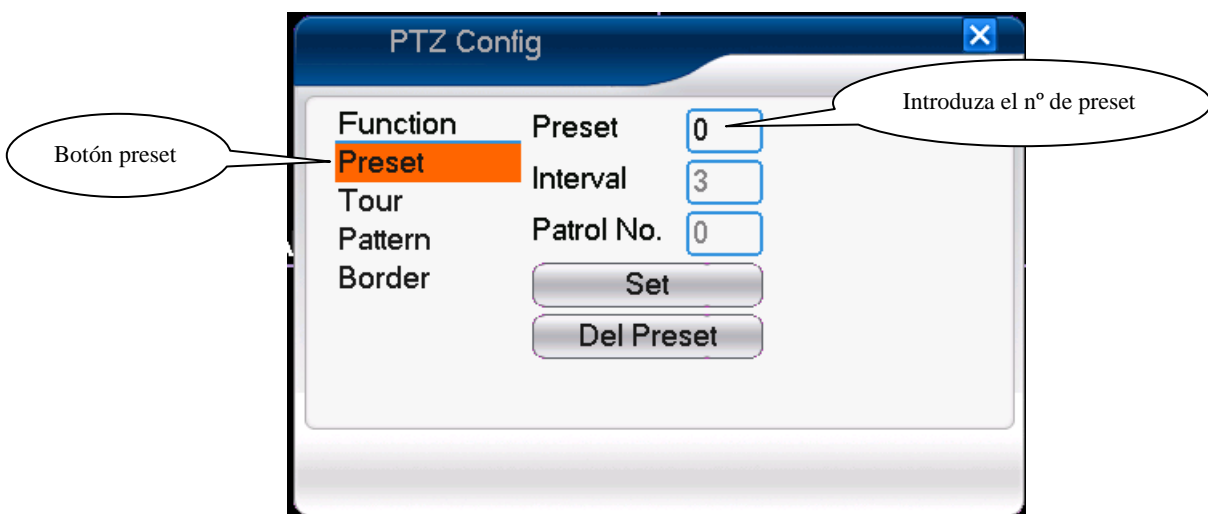 PTZ Config
Introduza el nº de preset
Botón preset
Function
Preset
Tour
Pattern
Border
Preset 0
Interval 3
Patrol No. 0
Set
Del Preset